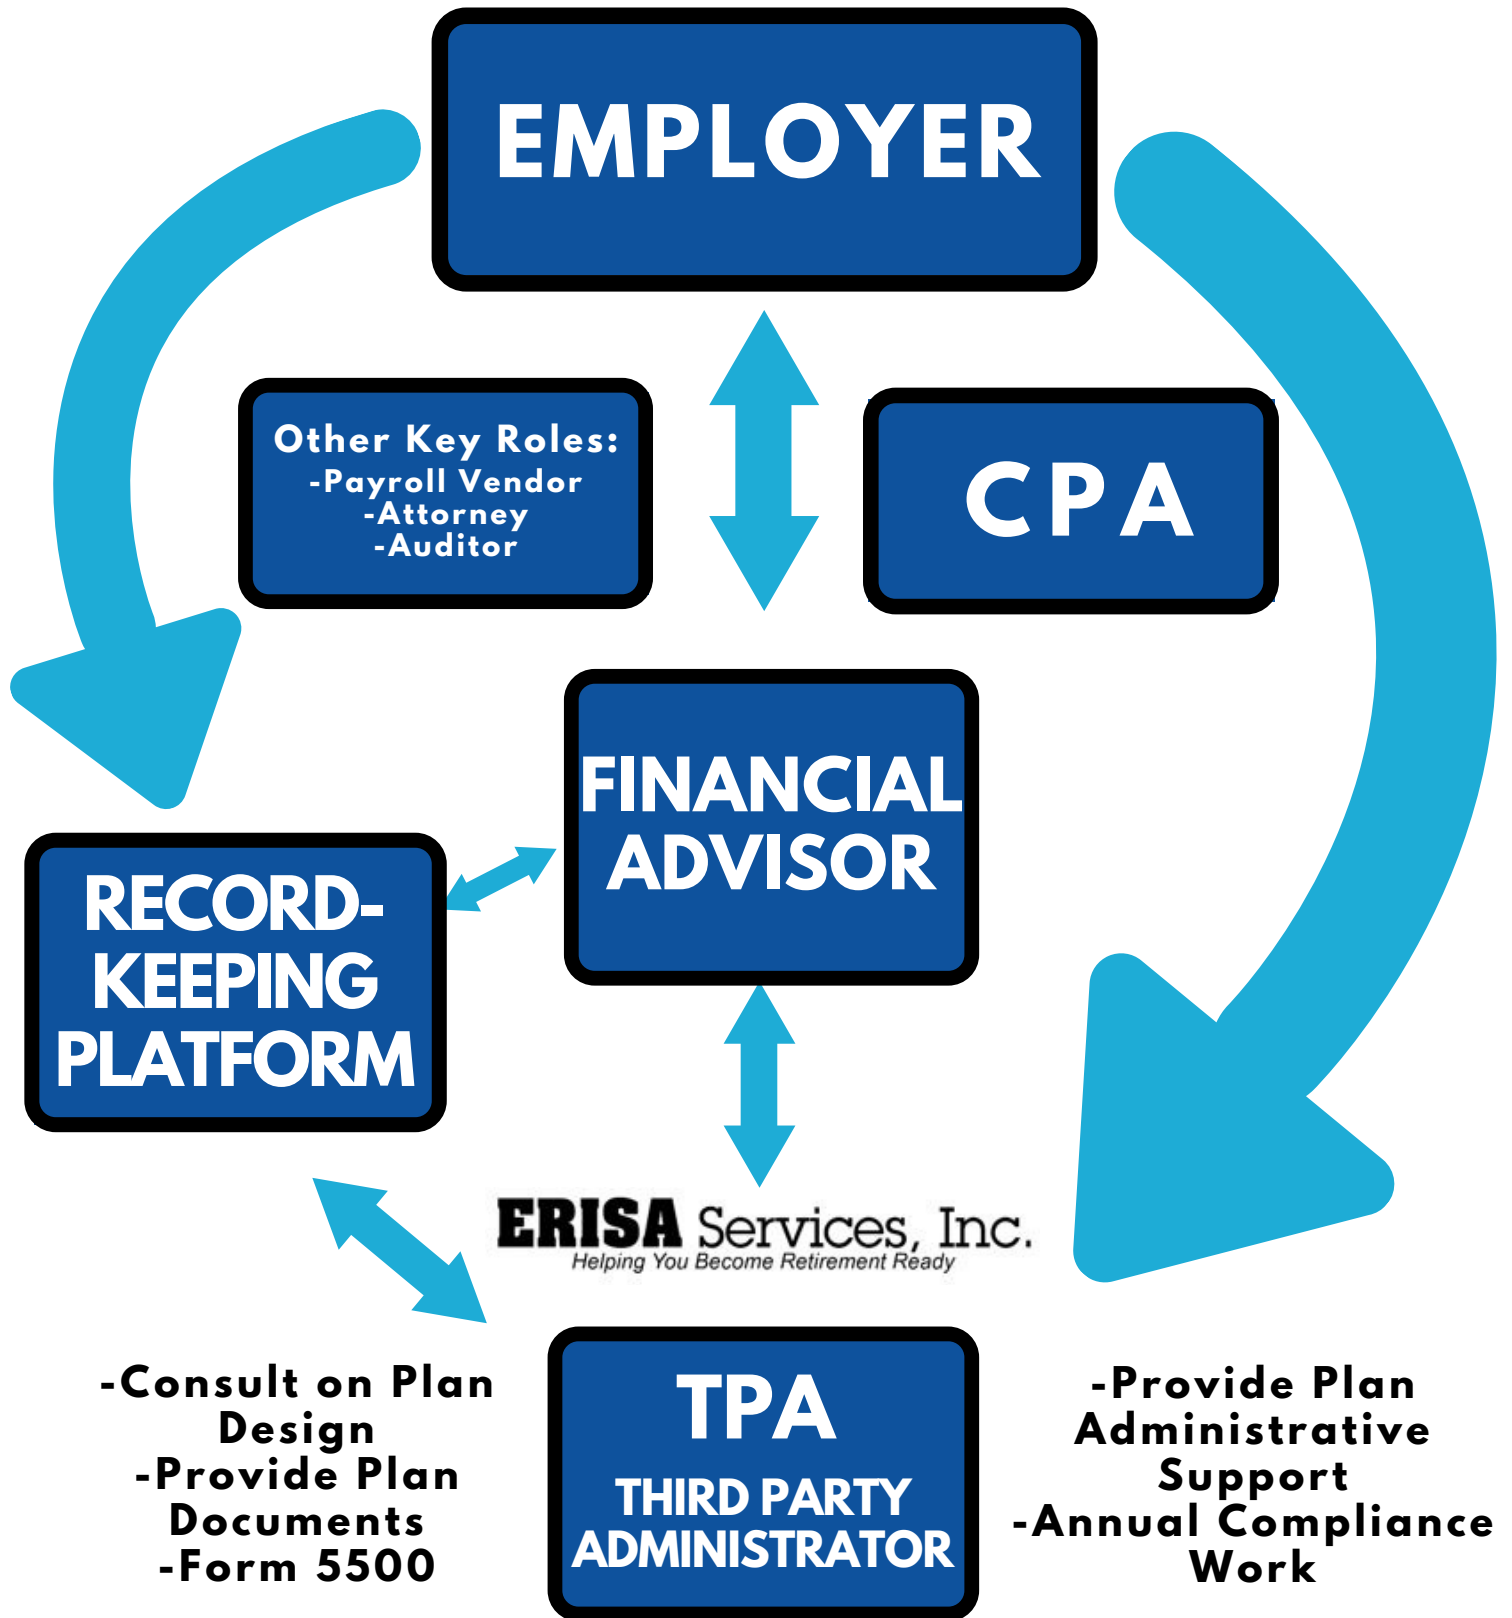 EMPLOYER
Other Key Roles:
-Payroll Vendor
-Attorney
-Auditor
CPA
FINANCIAL
ADVISOR
RECORD-
KEEPING
PLATFORM
ERISA Services, Inc.
Helping You Become Retirement Ready
-Consult on Plan
Design
-Provide Plan
Documents
-Form 5500
TPA
THIRD PARTY
ADMINISTRATOR
-Provide Plan
Administrative
Support
-Annual Compliance
Work